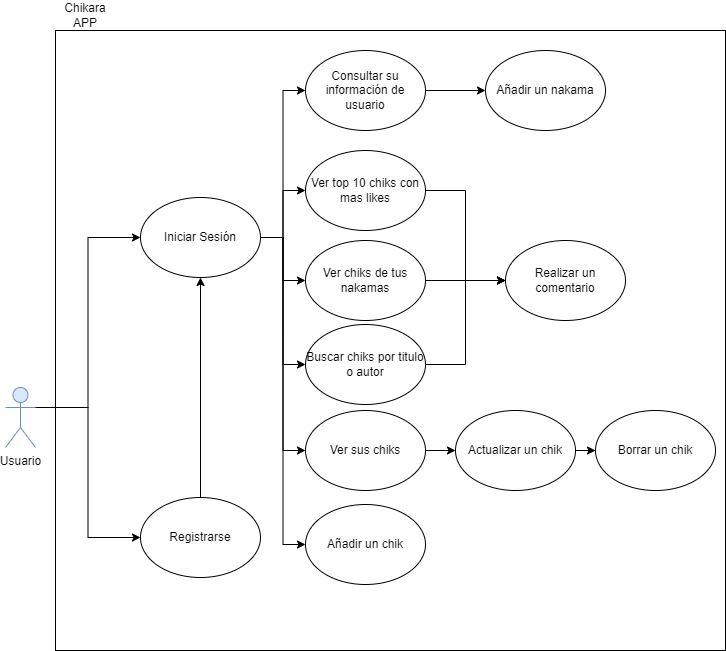 Chikara
APP
Consultar su
información de
usuario
Añadir un nakama
Ver top 10 chiks con
mas likes
Iniciar Sesión
Ver chiks de tus
nakamas
Realizar un
comentario
Buscar chiks por titulo
o autor
Usuario
Ver sus chiks
Actualizar un chik
Borrar un chik
Registrarse
Añadir un chik